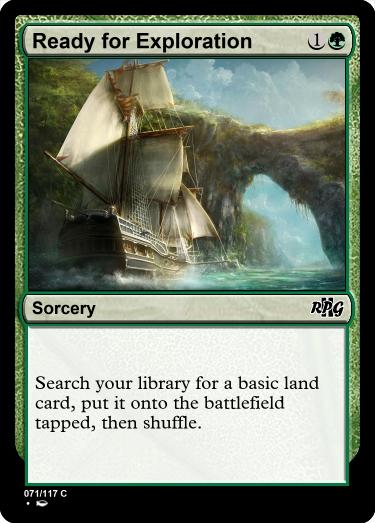 Ready for Exploration 1
Sorcery
RPG
Search your library for a basic land
card, put it onto the battlefield
tapped, then shuffle.
071/117 C